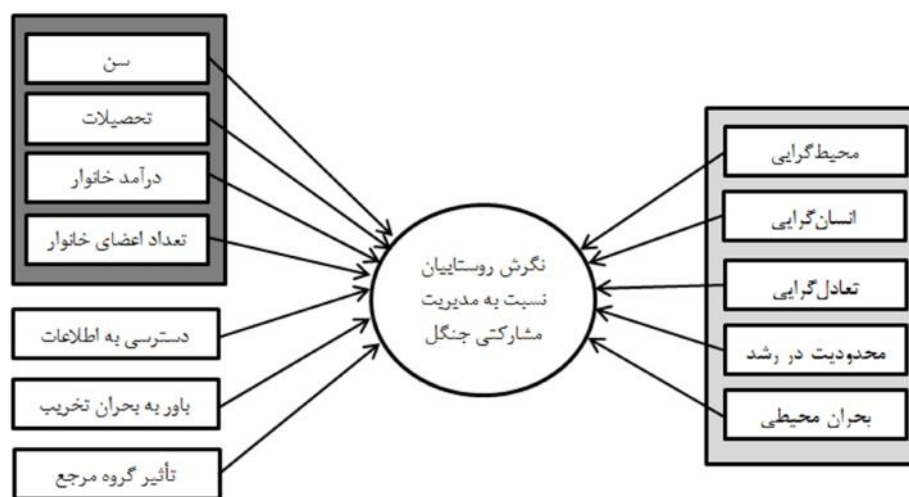 سن
تحصیلات
درآمد خانوار
تعداد اعضای خانوار
دسترسی به اطلاعات
باور به بحران تخریب
تأثیر گروه مرجع
نگرش روستاییان
نسبت به مدیریت
مشارکتی جنگل
محیط‌گرایی
انسان‌گرایی
تعادل‌گرایی
محدودیت در رشد
بحران محیطی